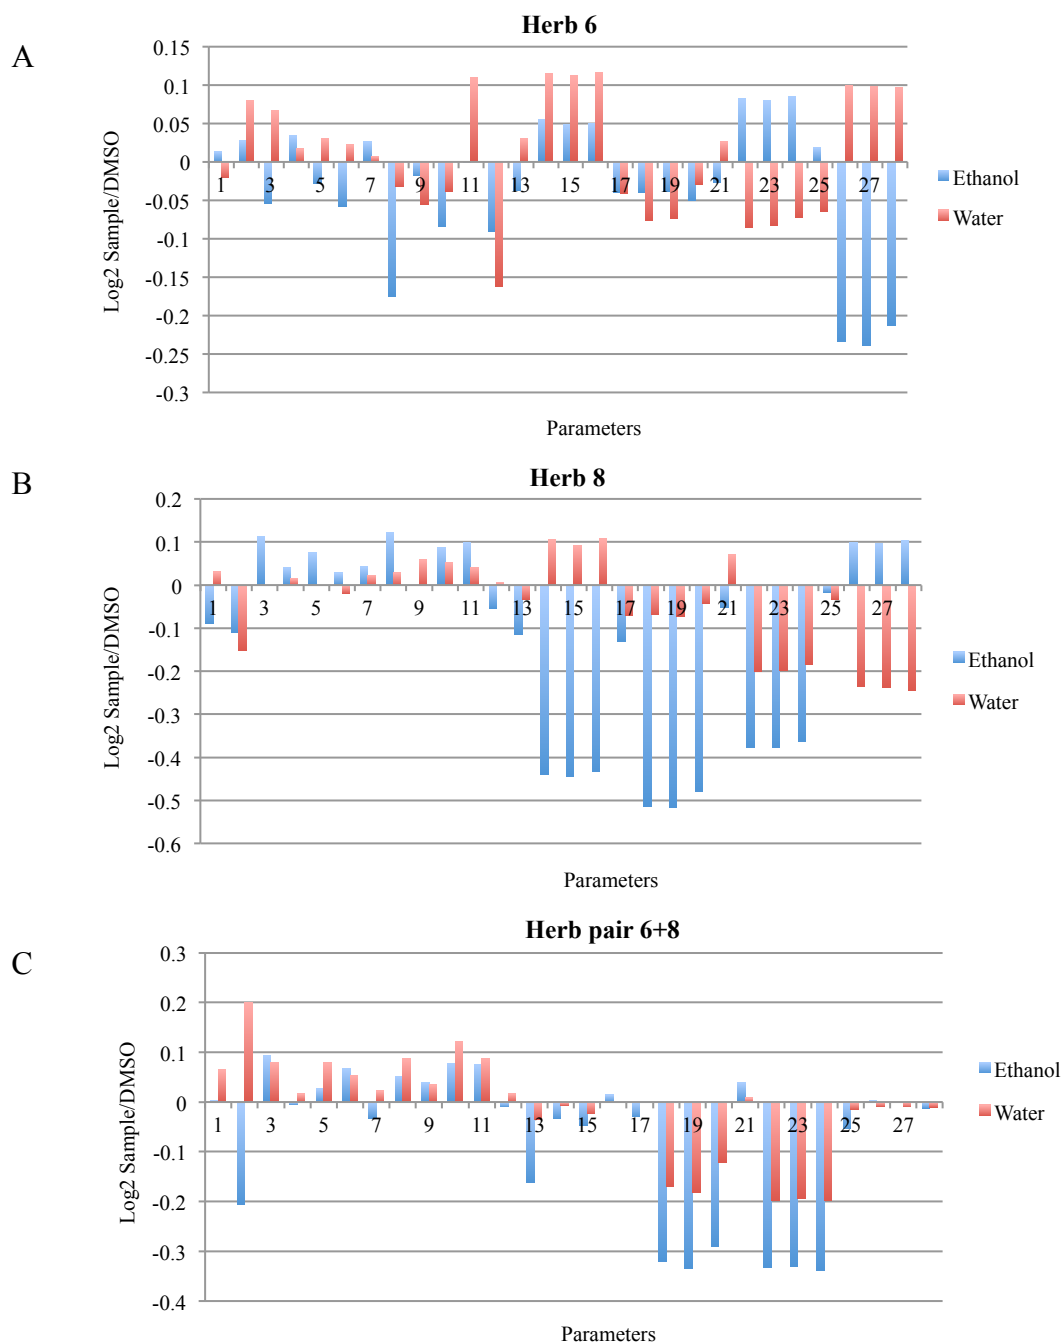 A
Herb 6
0.15
0.1
0.05
0
-0.05
-0.1
-0.15
-0.2
-0.25
-0.3
1 3 5 7 9 11 13 15 17 19 21 23 25 27
Log2 Sample/DMSO
Parameters
Ethanol
Water
B
Herb 8
0.2
0.1
0
-0.1
-0.2
-0.3
-0.4
-0.5
-0.6
1 3 5 7 9 11 13 15 17 19 21 23 25 27
Log2 Sample/DMSO
Parameters
Ethanol
Water
C
Herb pair 6+8
0.3
0.2
0.1
0
-0.1
-0.2
-0.3
-0.4
1 3 5 7 9 11 13 15 17 19 21 23 25 27
Log2 Sample/DMSO
Parameters
Ethanol
Water